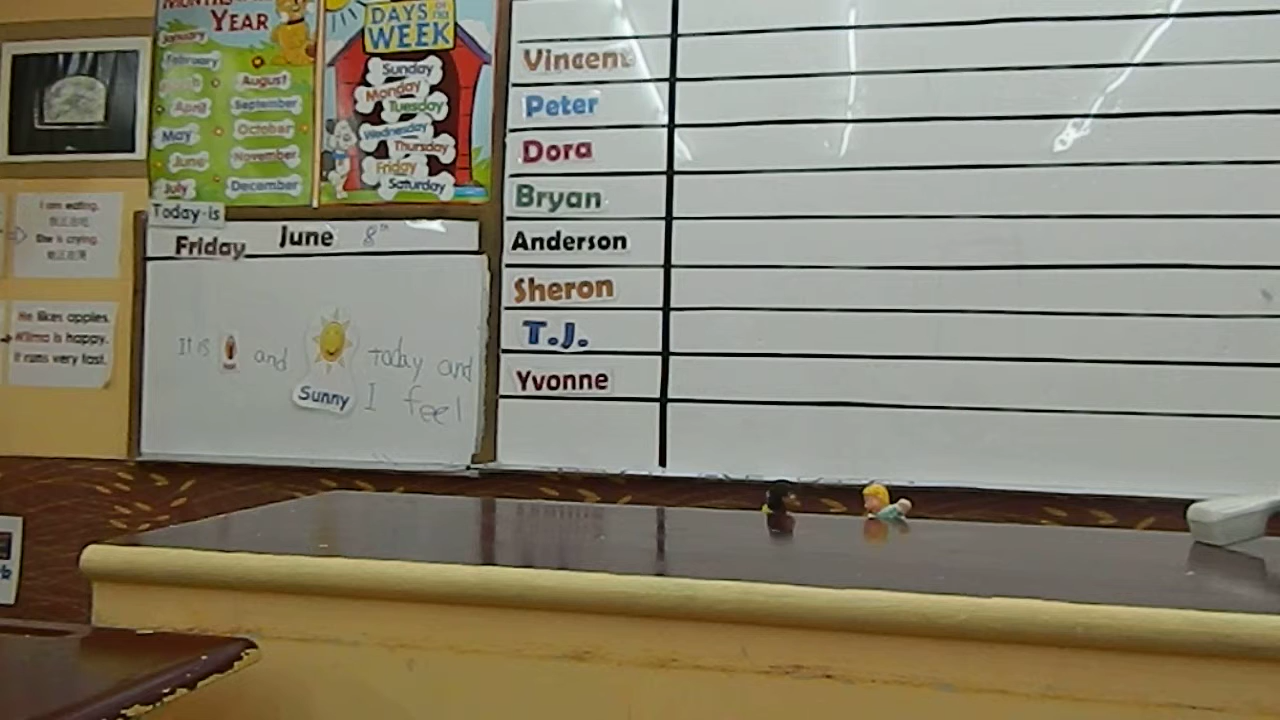 YEAR
January
February
April
May
June
July
August
September
October
November
December
DAYS OF THE
WEEK
Sunday
Monday
Tuesday
Wednesday
Thursday
Friday
Saturday
I am eating.
She is crying.
He likes apples.
Wilma is happy.
It runs very fast.
Today is
Friday June 8th
It is Hot and Sunny today and
I feel
Vincent
Peter
Dora
Bryan
Anderson
Sheron
T.J.
Yvonne